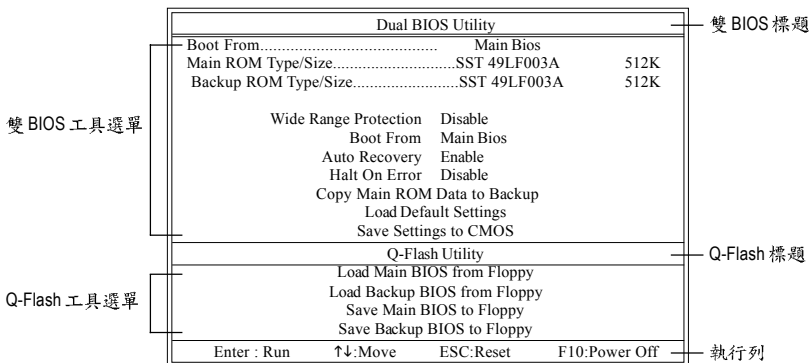 Dual BIOS Utility
雙 BIOS 標題
Boot From......................................... Main Bios
Main ROM Type/Size............................SST 49LF003A 512K
Backup ROM Type/Size........................SST 49LF003A 512K
雙 BIOS 工具選單
Wide Range Protection Disable
Boot From Main Bios
Auto Recovery Enable
Halt On Error Disable
Copy Main ROM Data to Backup
Load Default Settings
Save Settings to CMOS
Q-Flash Utility
Q-Flash 標題
Load Main BIOS from Floppy
Load Backup BIOS from Floppy
Q-Flash 工具選單
Save Main BIOS to Floppy
Save Backup BIOS to Floppy
Enter : Run ↑↓:Move ESC:Reset F10:Power Off
執行列